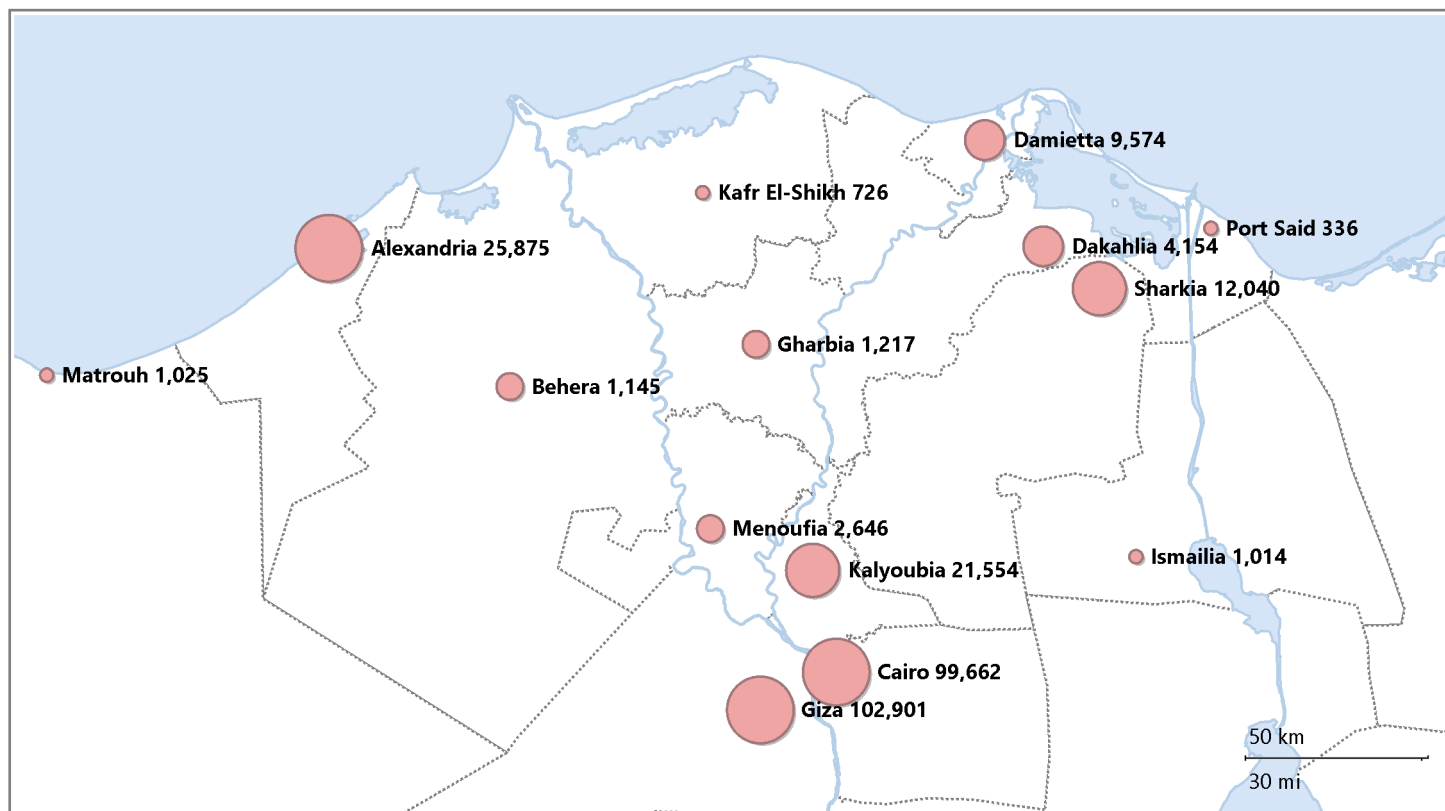 Damietta 9,574
Kafr El-Shikh 726
Port Said 336
Alexandria 25,875
Dakahlia 4,154
Sharkia 12,040
Gharbia 1,217
Matrouh 1,025
Behera 1,145
Menoufia 2,646
Ismailia 1,014
Kalyoubia 21,554
Cairo 99,662
Giza 102,901
50 km
30 mi